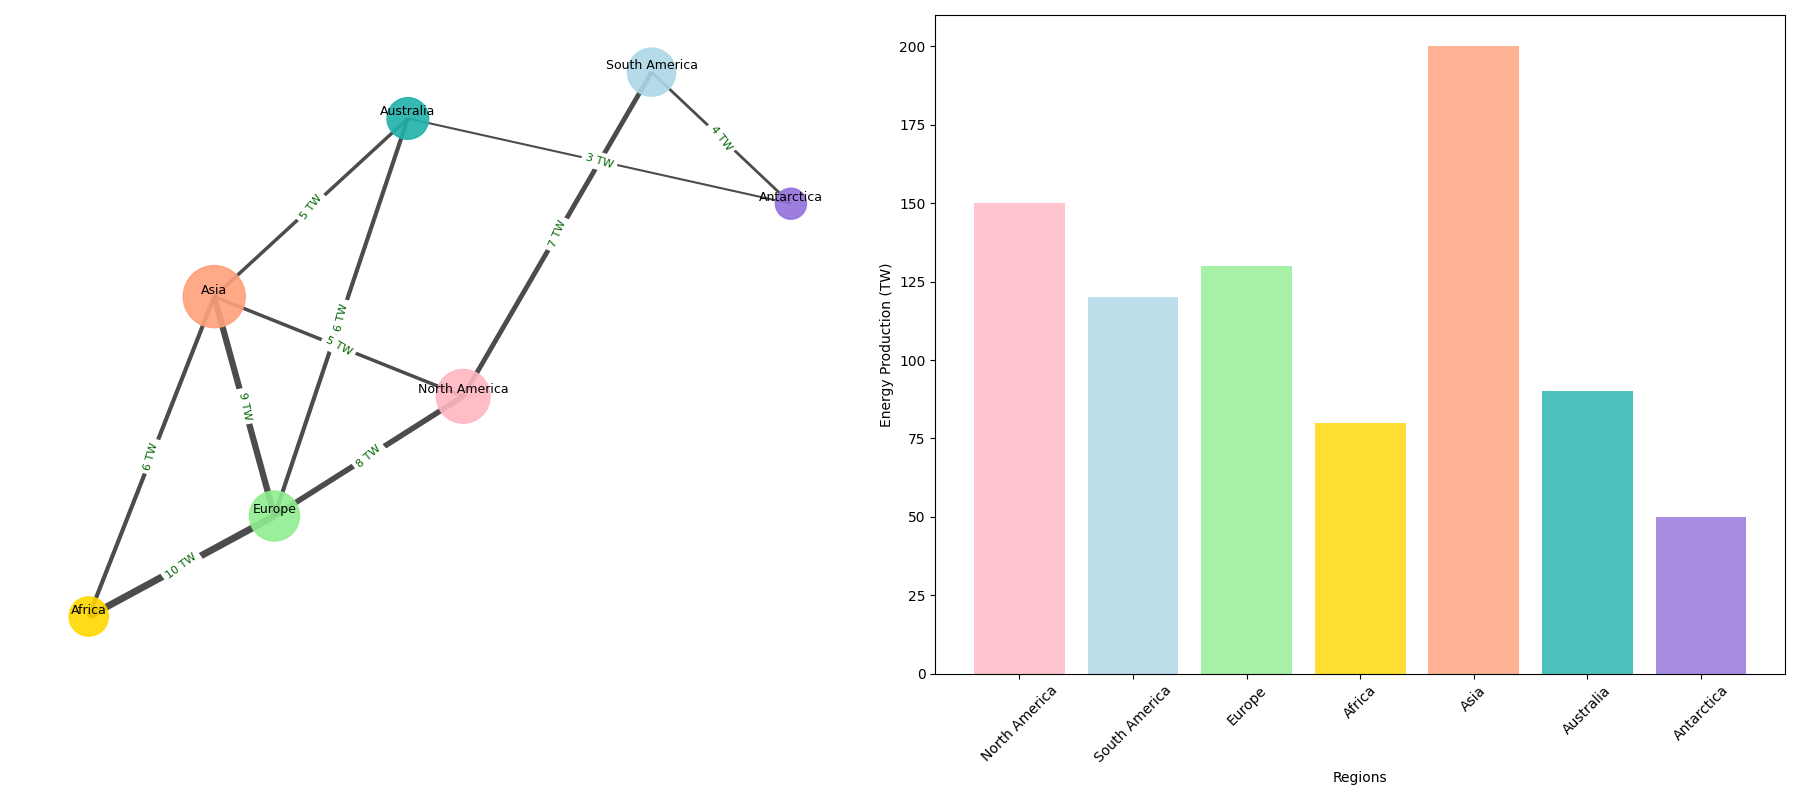 South America
Australia
4 TW
3 TW
Antarctica
5 TW
7 TW
Asia
6 TW
5 TW
North America
9 TW
8 TW
6 TW
Europe
10 TW
Africa
Energy Production (TW)
200
175
150
125
100
75
50
25
0
North America
South America
Europe
Africa
Asia
Australia
Antarctica
Regions